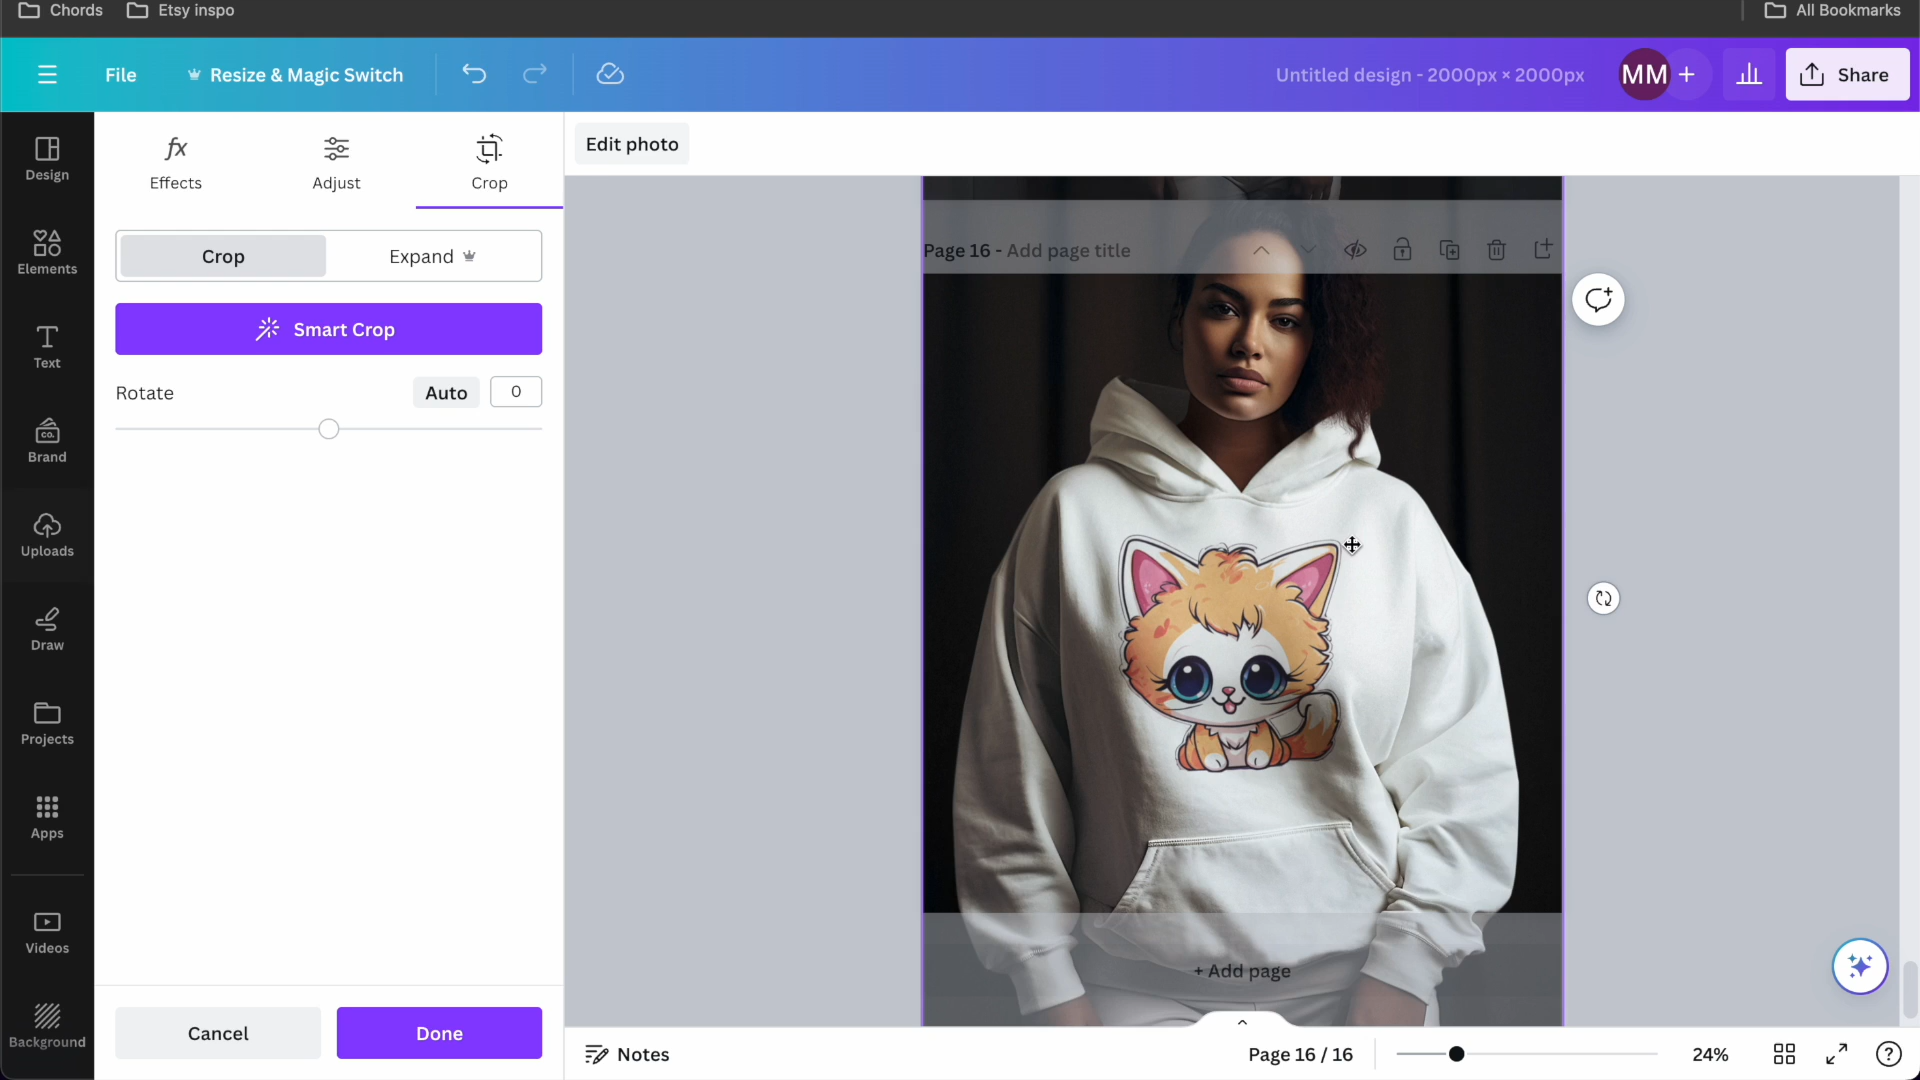 Chords
Etsy inspo
All Bookmarks
File
Resize & Magic Switch
Untitled design - 2000px × 2000px
MM
+
Share
Design
Elements
Text
Brand
co.
Uploads
Draw
Projects
Apps
Videos
Background
fx
Effects
Adjust
Crop
Crop
Expand
Smart Crop
Rotate
Auto
0
Cancel
Done
Edit photo
Page 16 - Add page title
+ Add page
Notes
Page 16 / 16
24%
?